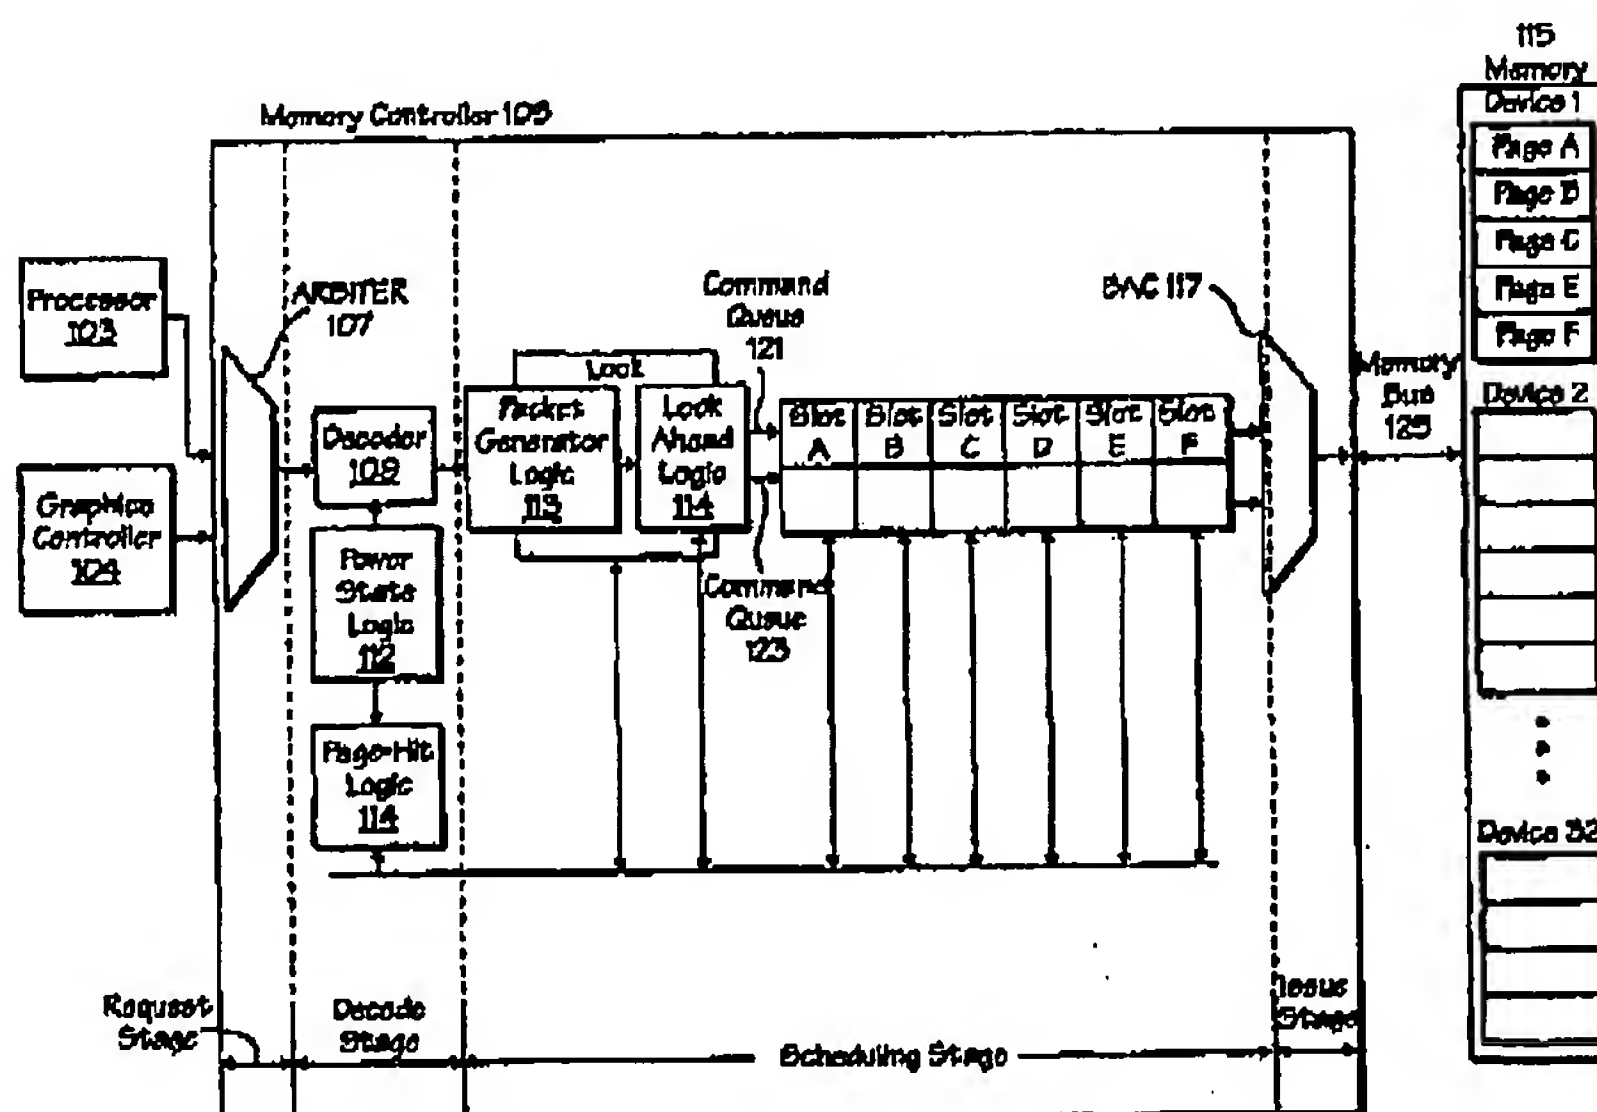 115
Memory
Memory Controller 105
Device 1
Page A
Page D
Page C
Page E
Page F
Processor
103
ARBITER
107
Command
Queue
121
BAC 117
Memory
Bus
125
Device 2
Lock
Graphics
Controller
104
Decoder
109
Packet
Generator
Logic
113
Look
Ahead
Logic
114
Slot
A
Slot
B
Slot
C
Slot
D
Slot
E
Slot
F
Power
State
Logic
112
Command
Queue
123
Page-Hit
Logic
114
Device 32
Request
Stage
Decode
Stage
Scheduling Stage
Issue
Stage